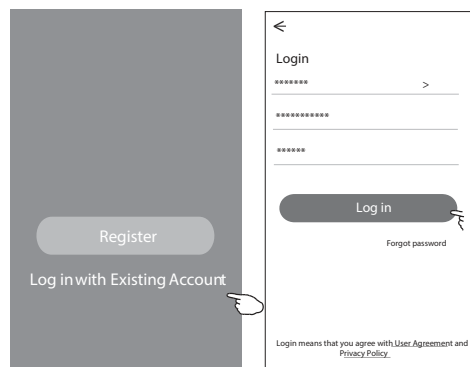 Register
Log in with Existing Account
Login
*******
>
***********
******
Log in
Forgot password
Login means that you agree with User Agreement and
Privacy Policy